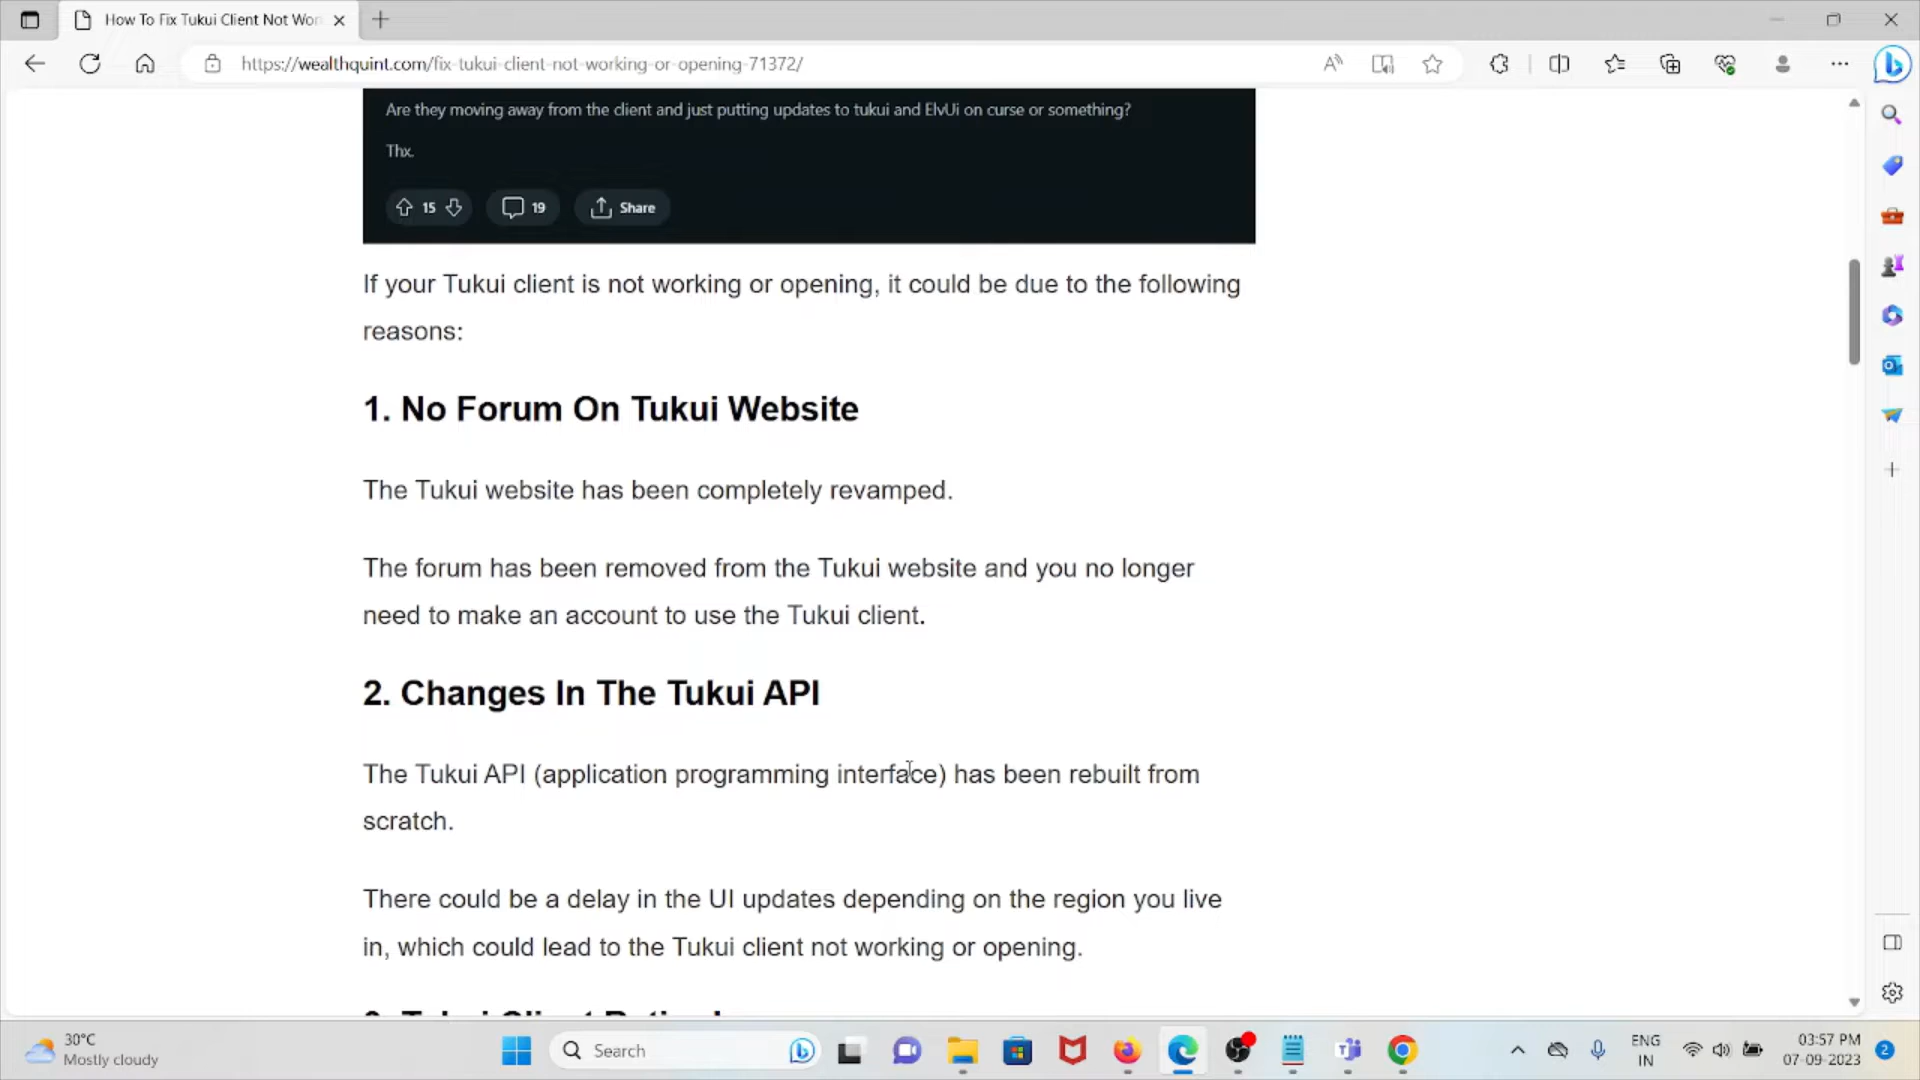 How To Fix Tukui Client Not Wor
https://wealthquint.com/fix-tukui-client-not-working-or-opening-71372/
Are they moving away from the client and just putting updates to tukui and ElvUi on curse or something?
Thx.
15
19
Share
If your Tukui client is not working or opening, it could be due to the following
reasons:
1. No Forum On Tukui Website
The Tukui website has been completely revamped.
The forum has been removed from the Tukui website and you no longer
need to make an account to use the Tukui client.
2. Changes In The Tukui API
The Tukui API (application programming interface) has been rebuilt from
scratch.
There could be a delay in the UI updates depending on the region you live
in, which could lead to the Tukui client not working or opening.
30°C
Mostly cloudy
Search
ENG
IN
03:57 PM
07-09-2023
2